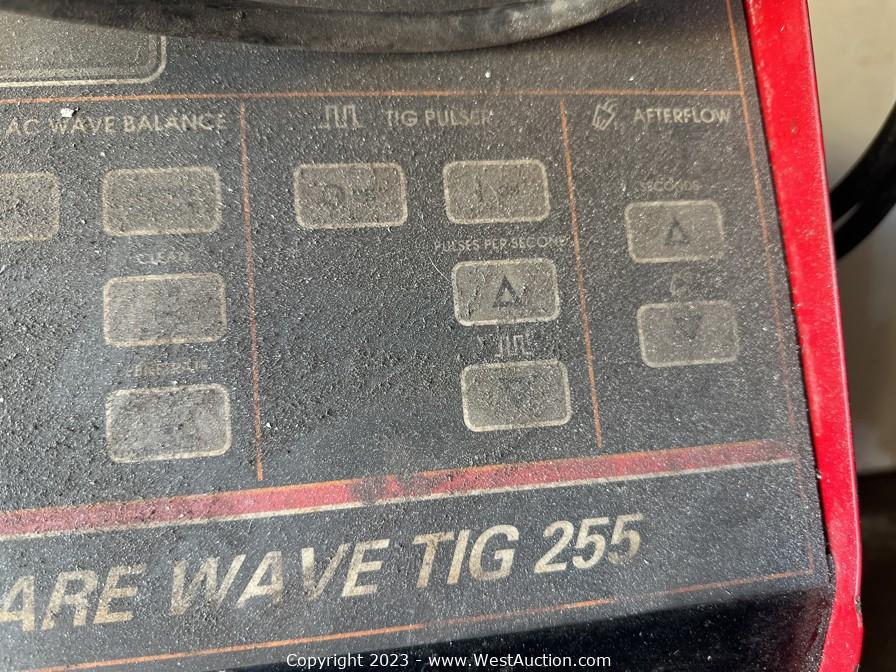 AC WAVE BALANCE
TIG PULSER
AFTERFLOW
SECONDS
PULSES PER SECOND
CLEAN
ARE WAVE TIG 255
Copyright 2023 - www.WestAuction.com